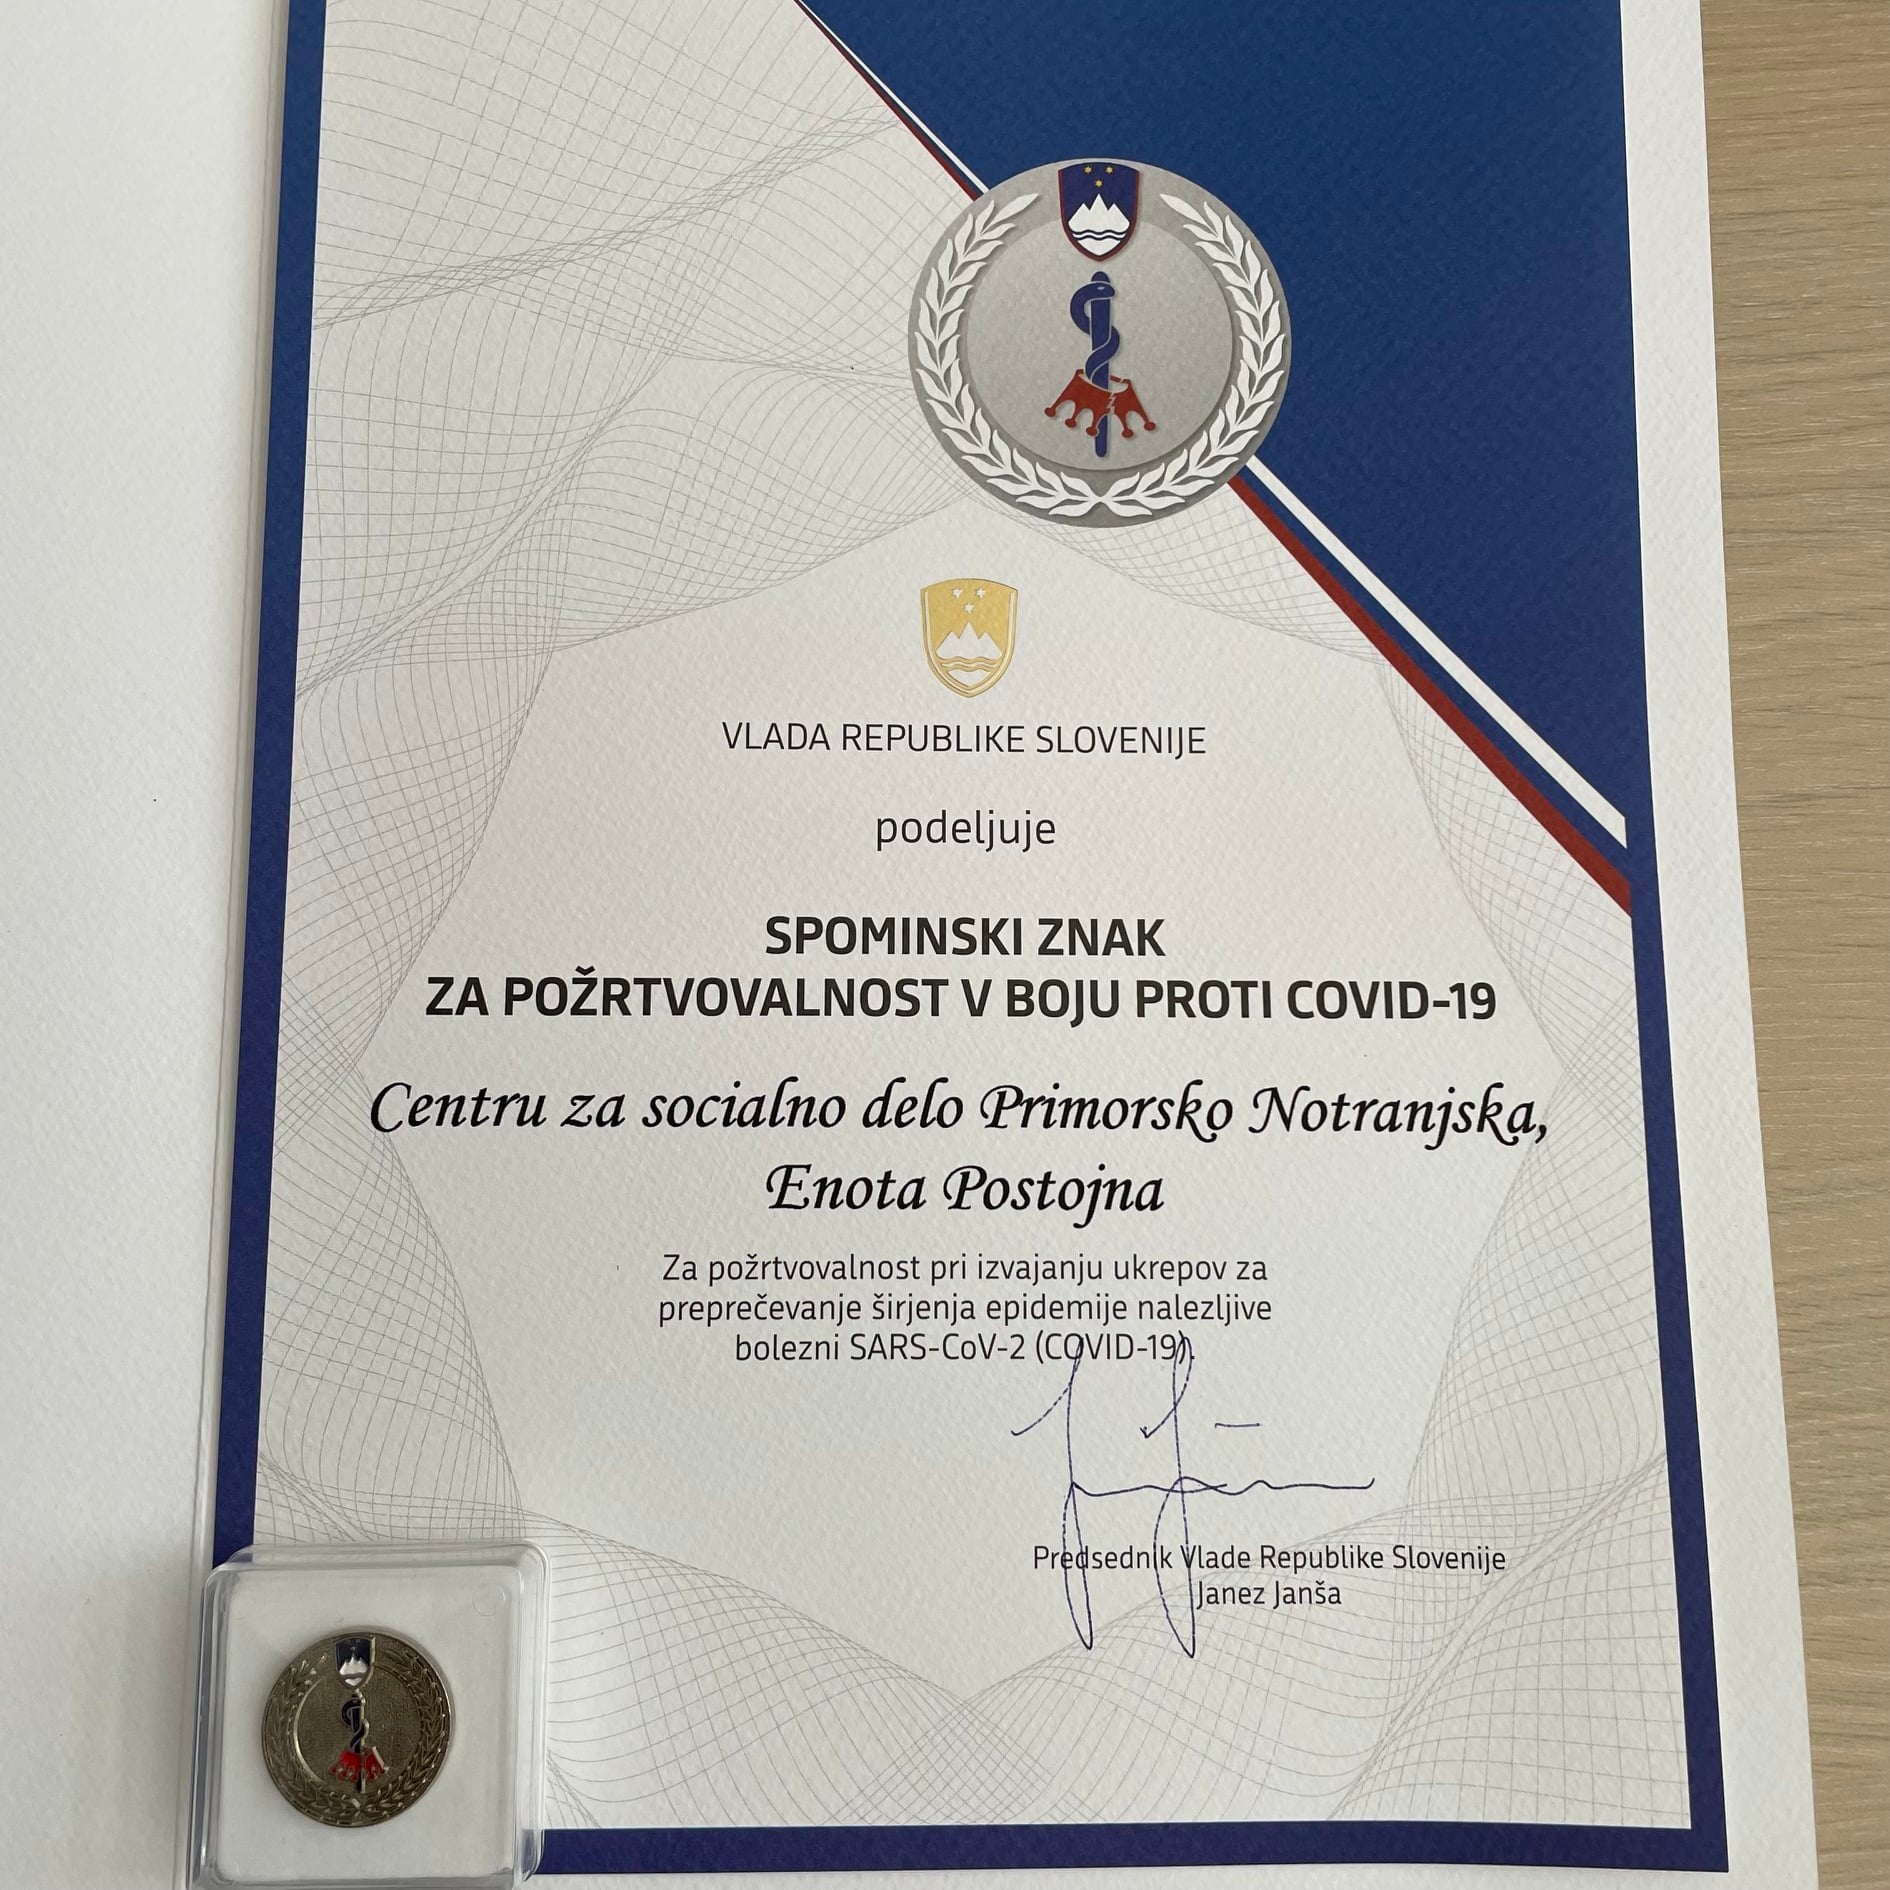 VLADA REPUBLIKE SLOVENIJE
podeljuje
SPOMINSKI ZNAK
ZA POŽRTVOVALNOST V BOJU PROTI COVID-19
Centru za socialno delo Primorsko Notranjska,
Enota Postojna
Za požrtvovalnost pri izvajanju ukrepov za
preprečevanje širjenja epidemije nalezljive
bolezni SARS-CoV-2 (COVID-19).
Predsednik Vlade Republike Slovenije
Janez Janša